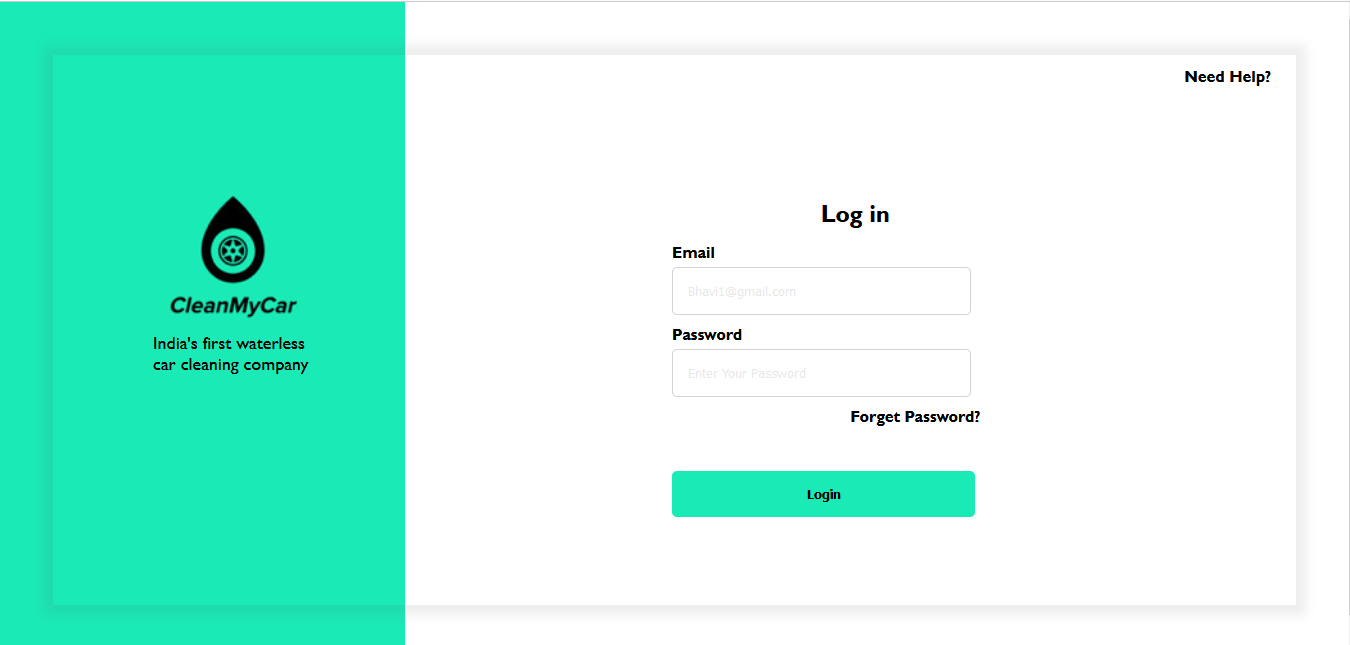 Need Help?
CleanMyCar
India's first waterless
car cleaning company
Log in
Email
Bhavi1@gmail.com
Password
Enter Your Password
Forget Password?
Login